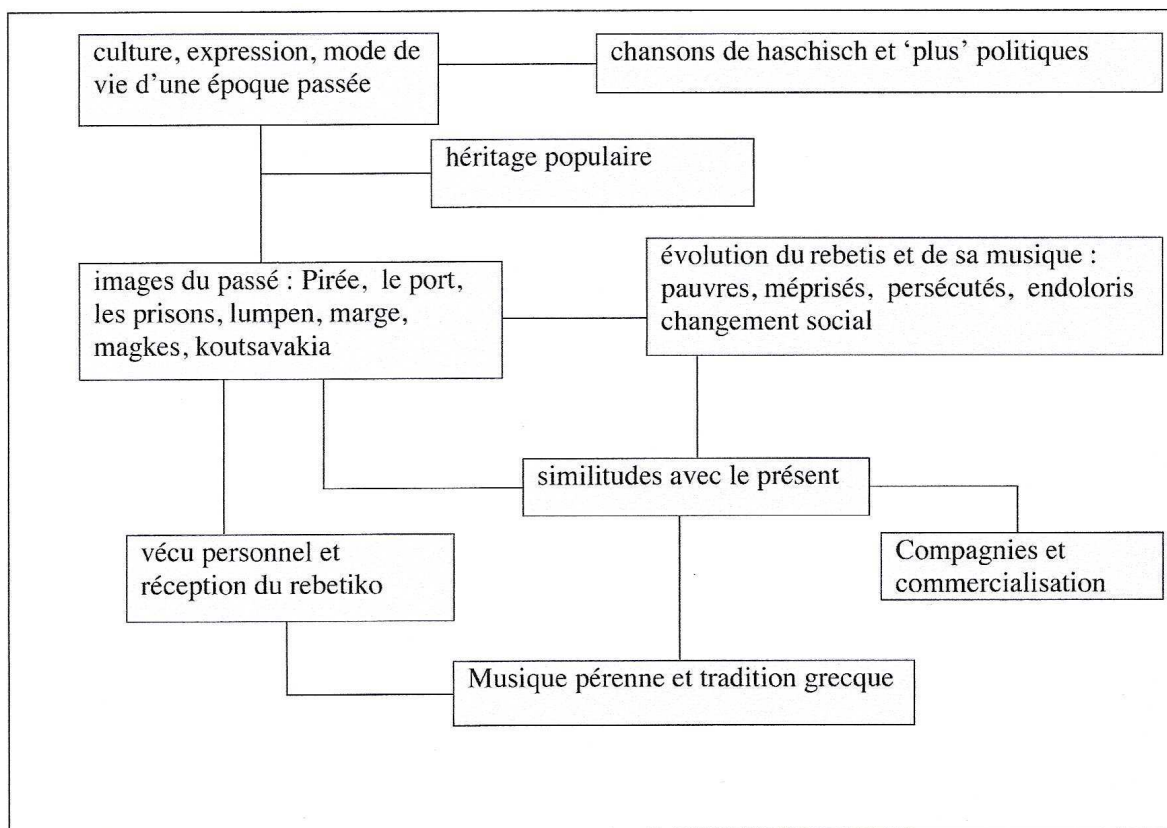 culture, expression, mode de
vie d'une époque passée
chansons de haschisch et ‘plus’ politiques
héritage populaire
images du passé : Pirée, le port,
les prisons, lumpen, marge,
magkes, koutsavakia
évolution du rebetis et de sa musique :
pauvres, méprisés, persécutés, endoloris
changement social
similitudes avec le présent
vécu personnel et
réception du rebetiko
Compagnies et
commercialisation
Musique pérenne et tradition grecque